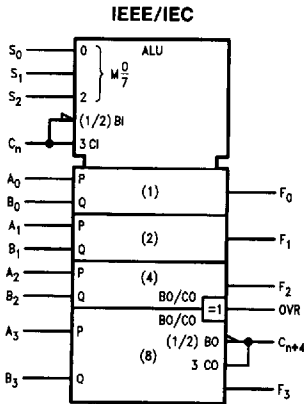 IEEE/IEC
ALU
S0 0
S1 M 0/7
S2 2
(1/2) BI
Cn 3 CI
A0 P
(1) F0
B0 Q
A1 P
(2) F1
B1 Q
A2 P
(4) F2
B2 Q BO/CO
=1 OVR
BO/CO
A3 P (1/2) BO Cn+4
(8) 3 CO
B3 Q
F3